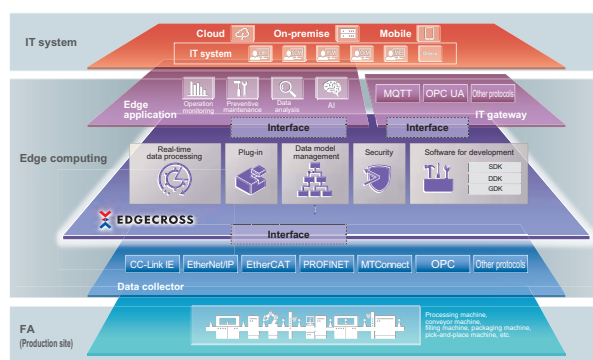 Cloud
On-premise
Mobile
IT system
IT system
Edge
application
Operation
monitoring
Preventive
maintenance
Data
analysis
AI
MQTT
OPC UA
Other protocols
IT gateway
Interface
Interface
Edge computing
Real-time
data processing
Plug-in
Data model
management
Security
Software for development
SDK
DDK
GDK
EDGECROSS
Interface
CC-Link IE
EtherNet/IP
EtherCAT
PROFINET
MTConnect
OPC
Other protocols
Data collector
FA
(Production site)
Processing machine,
conveyor machine,
filling machine, packaging machine,
pick-and-place machine, etc.